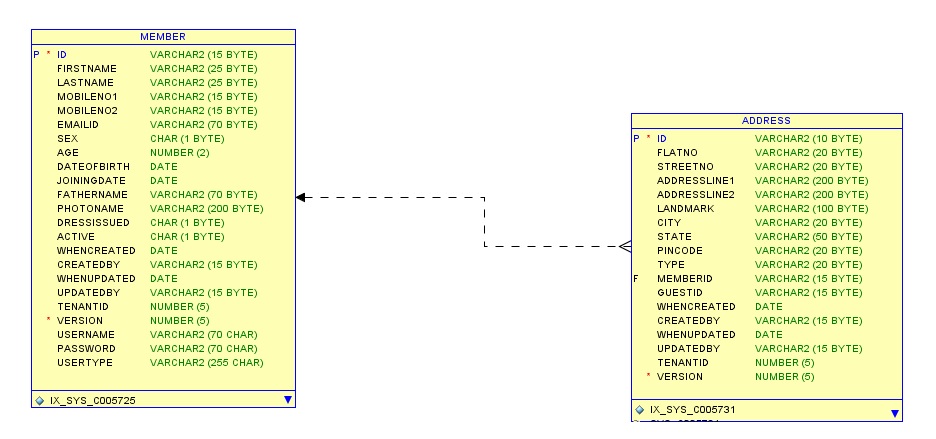 MEMBER
P * ID VARCHAR2 (15 BYTE)
FIRSTNAME VARCHAR2 (25 BYTE)
LASTNAME VARCHAR2 (25 BYTE)
MOBILENO1 VARCHAR2 (15 BYTE)
MOBILENO2 VARCHAR2 (15 BYTE)
EMAILID VARCHAR2 (70 BYTE)
SEX CHAR (1 BYTE)
AGE NUMBER (2)
DATEOFBIRTH DATE
JOININGDATE DATE
FATHERNAME VARCHAR2 (70 BYTE)
PHOTONAME VARCHAR2 (200 BYTE)
DRESSISSUED CHAR (1 BYTE)
ACTIVE CHAR (1 BYTE)
WHENCREATED DATE
CREATEDBY VARCHAR2 (15 BYTE)
WHENUPDATED DATE
UPDATEDBY VARCHAR2 (15 BYTE)
TENANTID NUMBER (5)
* VERSION NUMBER (5)
USERNAME VARCHAR2 (70 CHAR)
PASSWORD VARCHAR2 (70 CHAR)
USERTYPE VARCHAR2 (255 CHAR)
IX_SYS_C005725
ADDRESS
P * ID VARCHAR2 (10 BYTE)
FLATNO VARCHAR2 (20 BYTE)
STREETNO VARCHAR2 (20 BYTE)
ADDRESSLINE1 VARCHAR2 (200 BYTE)
ADDRESSLINE2 VARCHAR2 (200 BYTE)
LANDMARK VARCHAR2 (100 BYTE)
CITY VARCHAR2 (20 BYTE)
STATE VARCHAR2 (50 BYTE)
PINCODE VARCHAR2 (20 BYTE)
TYPE VARCHAR2 (20 BYTE)
F MEMBERID VARCHAR2 (15 BYTE)
GUESTID VARCHAR2 (15 BYTE)
WHENCREATED DATE
CREATEDBY VARCHAR2 (15 BYTE)
WHENUPDATED DATE
UPDATEDBY VARCHAR2 (15 BYTE)
TENANTID NUMBER (5)
* VERSION NUMBER (5)
IX_SYS_C005731